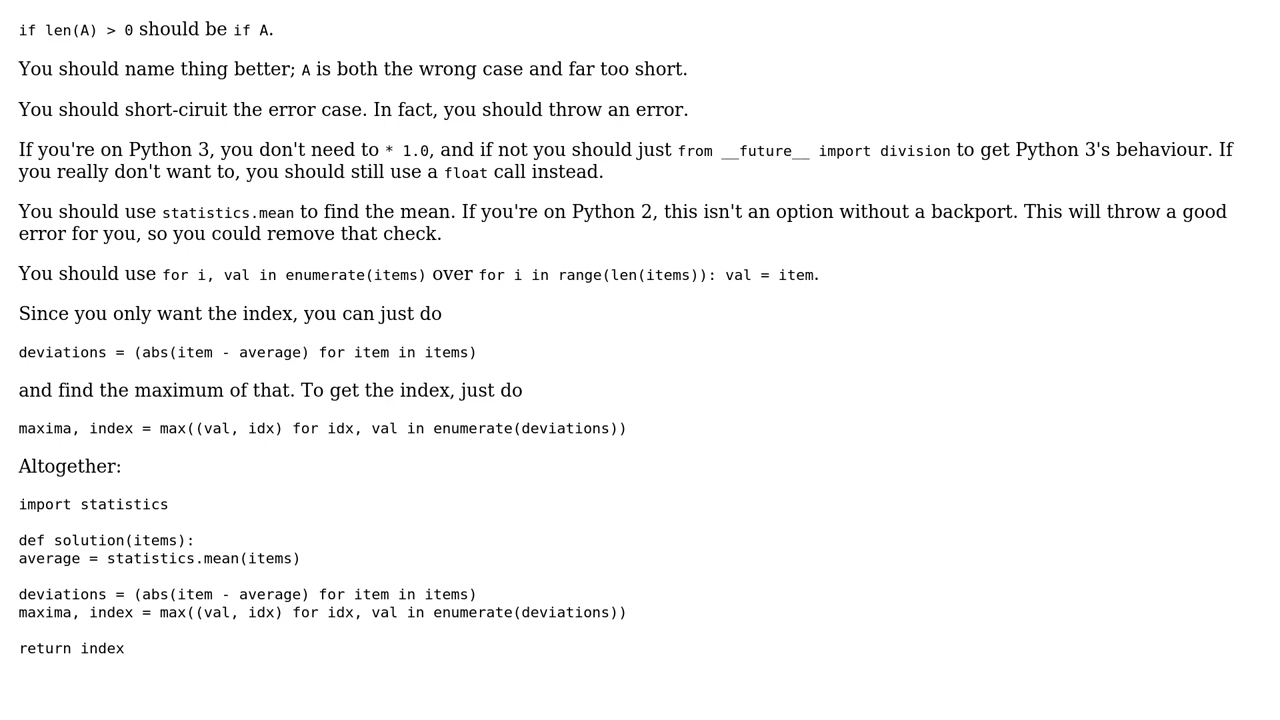 if len(A) > 0 should be if A.
You should name thing better; A is both the wrong case and far too short.
You should short-ciruit the error case. In fact, you should throw an error.
If you're on Python 3, you don't need to * 1.0, and if not you should just from __future__ import division to get Python 3's behaviour. If
you really don't want to, you should still use a float call instead.
You should use statistics.mean to find the mean. If you're on Python 2, this isn't an option without a backport. This will throw a good
error for you, so you could remove that check.
You should use for i, val in enumerate(items) over for i in range(len(items)): val = item.
Since you only want the index, you can just do
deviations = (abs(item - average) for item in items)
and find the maximum of that. To get the index, just do
maxima, index = max((val, idx) for idx, val in enumerate(deviations))
Altogether:
import statistics
def solution(items):
average = statistics.mean(items)
deviations = (abs(item - average) for item in items)
maxima, index = max((val, idx) for idx, val in enumerate(deviations))
return index